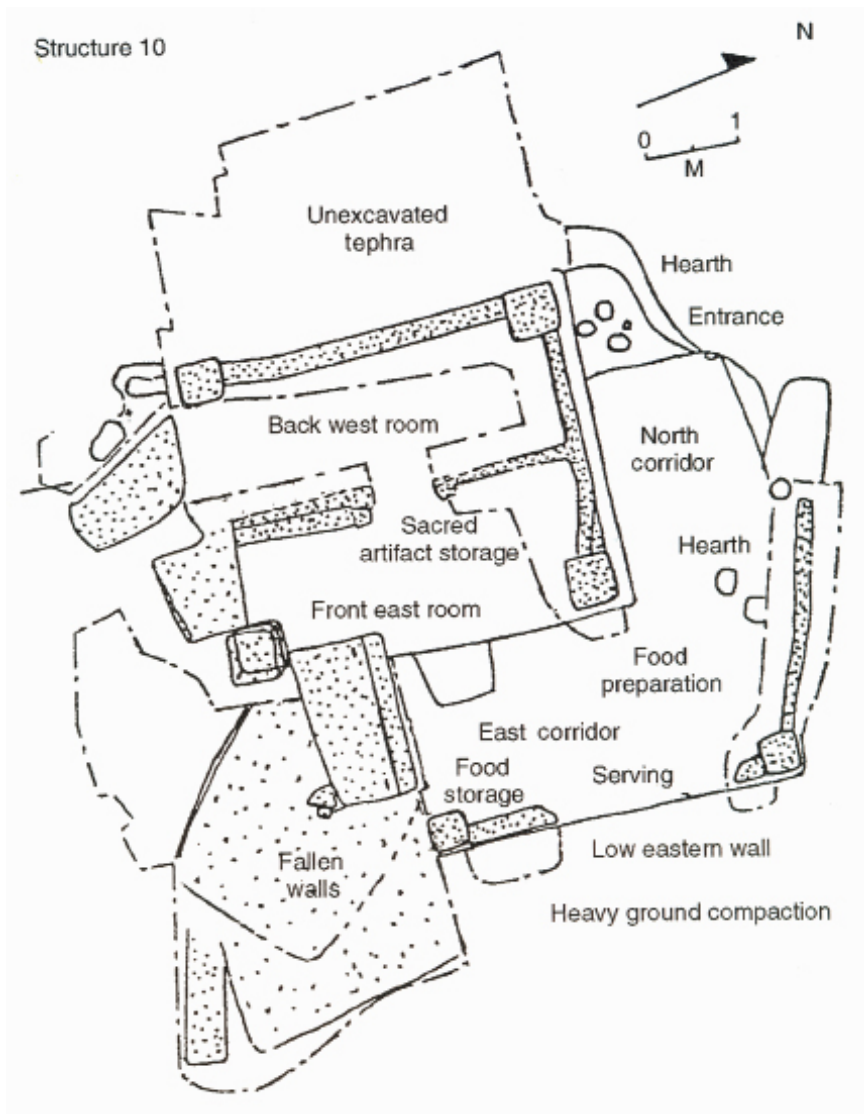 Structure 10
N
0 1
M
Unexcavated
tephra
Hearth
Entrance
Back west room
North
corridor
Sacred
artifact storage
Hearth
Front east room
Food
preparation
East corridor
Food
storage
Serving
Fallen
walls
Low eastern wall
Heavy ground compaction